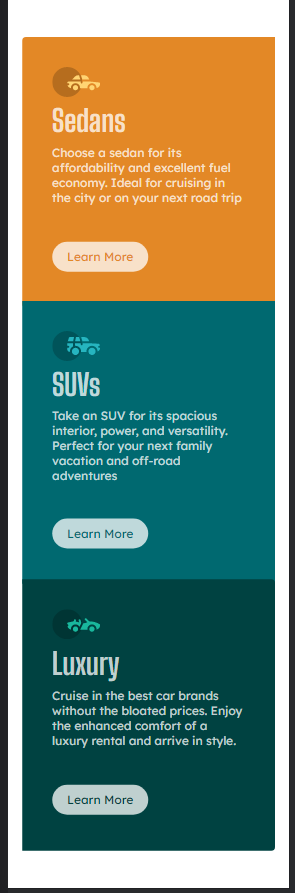 Sedans
Choose a sedan for its
affordability and excellent fuel
economy. Ideal for cruising in
the city or on your next road trip
Learn More
SUVs
Take an SUV for its spacious
interior, power, and versatility.
Perfect for your next family
vacation and off-road
adventures
Learn More
Luxury
Cruise in the best car brands
without the bloated prices. Enjoy
the enhanced comfort of a
luxury rental and arrive in style.
Learn More